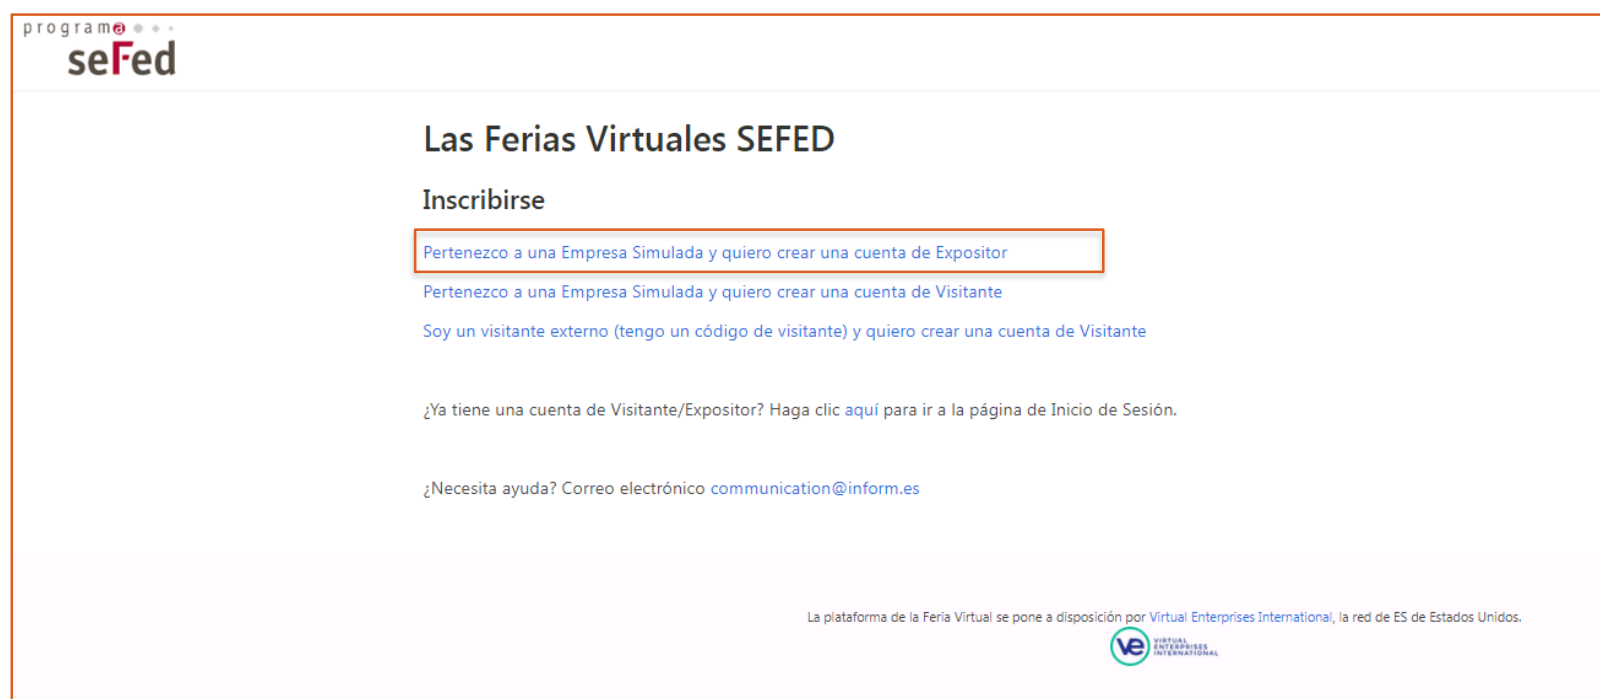 programa
seFed
Las Ferias Virtuales SEFED
Inscribirse
Pertenezco a una Empresa Simulada y quiero crear una cuenta de Expositor
Pertenezco a una Empresa Simulada y quiero crear una cuenta de Visitante
Soy un visitante externo (tengo un código de visitante) y quiero crear una cuenta de Visitante
¿Ya tiene una cuenta de Visitante/Expositor? Haga clic aquí para ir a la página de Inicio de Sesión.
¿Necesita ayuda? Correo electrónico communication@inform.es
La plataforma de la Feria Virtual se pone a disposición por Virtual Enterprises International, la red de ES de Estados Unidos.
ve
VIRTUAL
ENTERPRISES
INTERNATIONAL